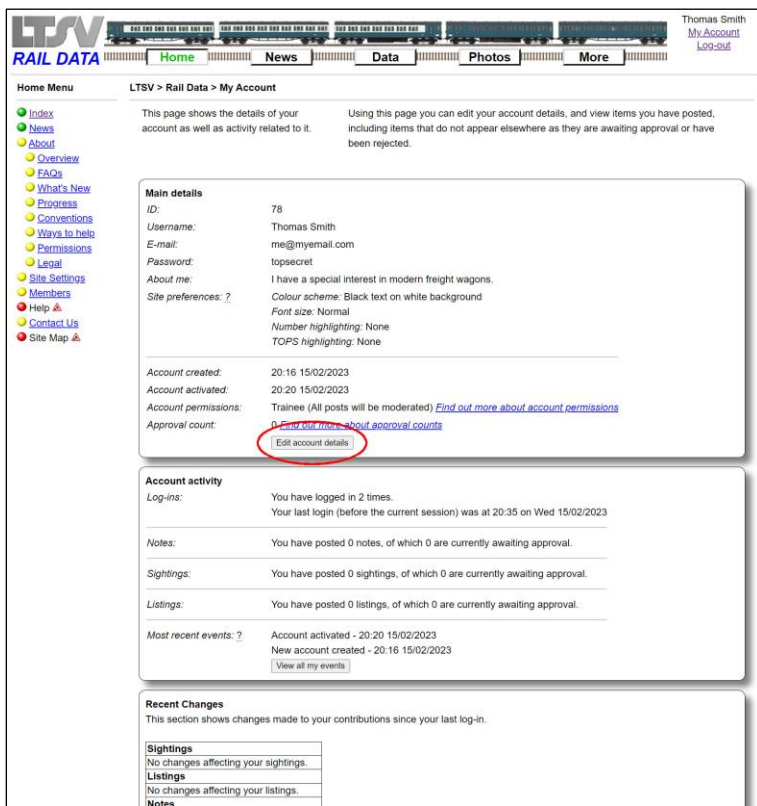 LTSV
RAIL DATA
Home
News
Data
Photos
More
Thomas Smith
My Account
Log-out
Home Menu
Index
News
About
Overview
FAQs
What's New
Progress
Conventions
Ways to help
Permissions
Legal
Site Settings
Members
Help
Contact Us
Site Map
LTSV > Rail Data > My Account
This page shows the details of your
account as well as activity related to it.
Using this page you can edit your account details, and view items you have posted,
including items that do not appear elsewhere as they are awaiting approval or have
been rejected.
Main details
ID: 78
Username: Thomas Smith
E-mail: me@myemail.com
Password: topsecret
About me: I have a special interest in modern freight wagons.
Site preferences: ? Colour scheme: Black text on white background
Font size: Normal
Number highlighting: None
TOPS highlighting: None
Account created: 20:16 15/02/2023
Account activated: 20:20 15/02/2023
Account permissions: Trainee (All posts will be moderated) Find out more about account permissions
Approval count: 0 Find out more about approval counts
Edit account details
Account activity
Log-ins: You have logged in 2 times.
Your last login (before the current session) was at 20:35 on Wed 15/02/2023
Notes: You have posted 0 notes, of which 0 are currently awaiting approval.
Sightings: You have posted 0 sightings, of which 0 are currently awaiting approval.
Listings: You have posted 0 listings, of which 0 are currently awaiting approval.
Most recent events: ? Account activated - 20:20 15/02/2023
New account created - 20:16 15/02/2023
View all my events
Recent Changes
This section shows changes made to your contributions since your last log-in.
Sightings
No changes affecting your sightings.
Listings
No changes affecting your listings.
Notes